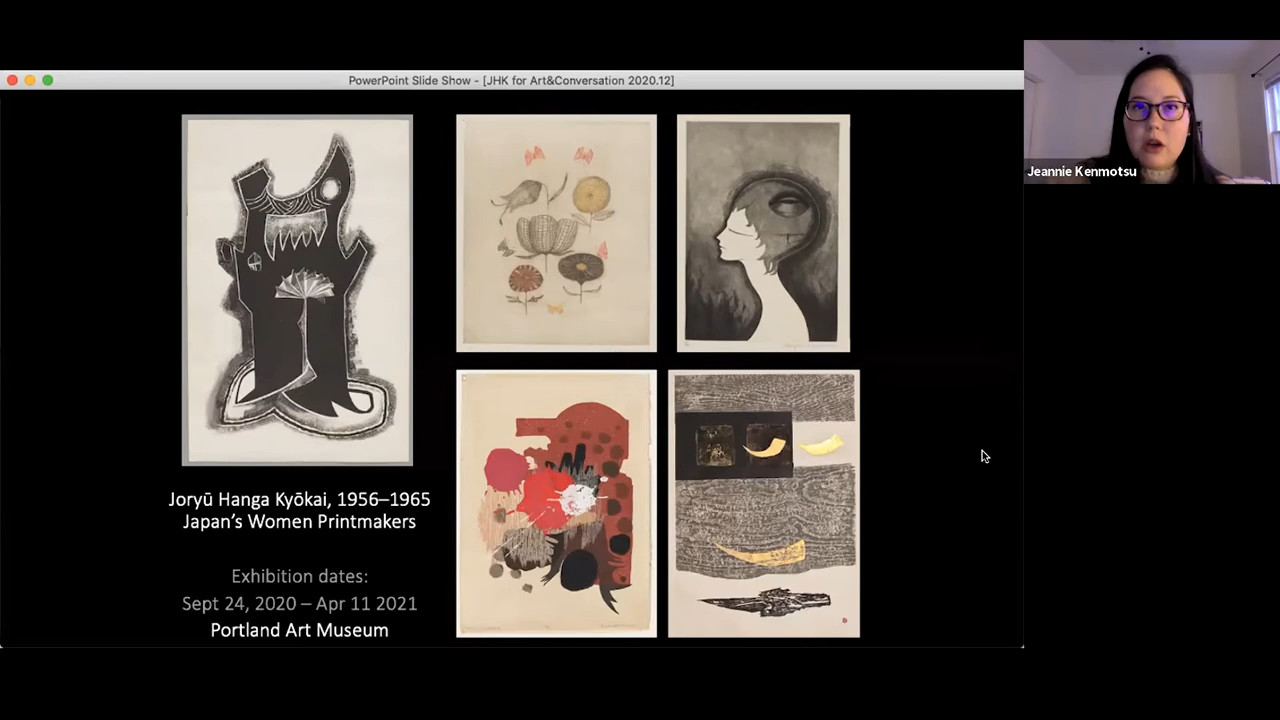 PowerPoint Slide Show - [JHK for Art&Conversation 2020.12]
Jeannie Kenmotsu
Joryū Hanga Kyōkai, 1956–1965
Japan’s Women Printmakers
Exhibition dates:
Sept 24, 2020 – Apr 11 2021
Portland Art Museum